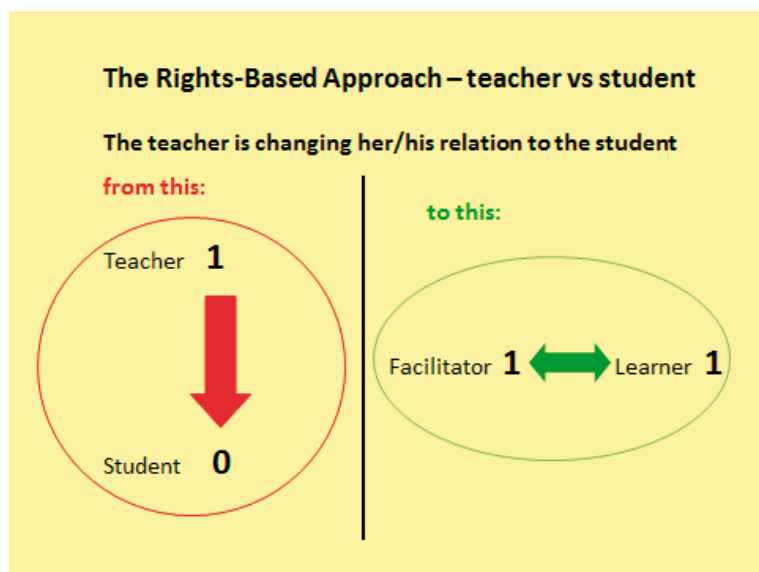 The Rights-Based Approach – teacher vs student
The teacher is changing her/his relation to the student
from this:
Teacher 1
Student 0
to this:
Facilitator 1 Learner 1